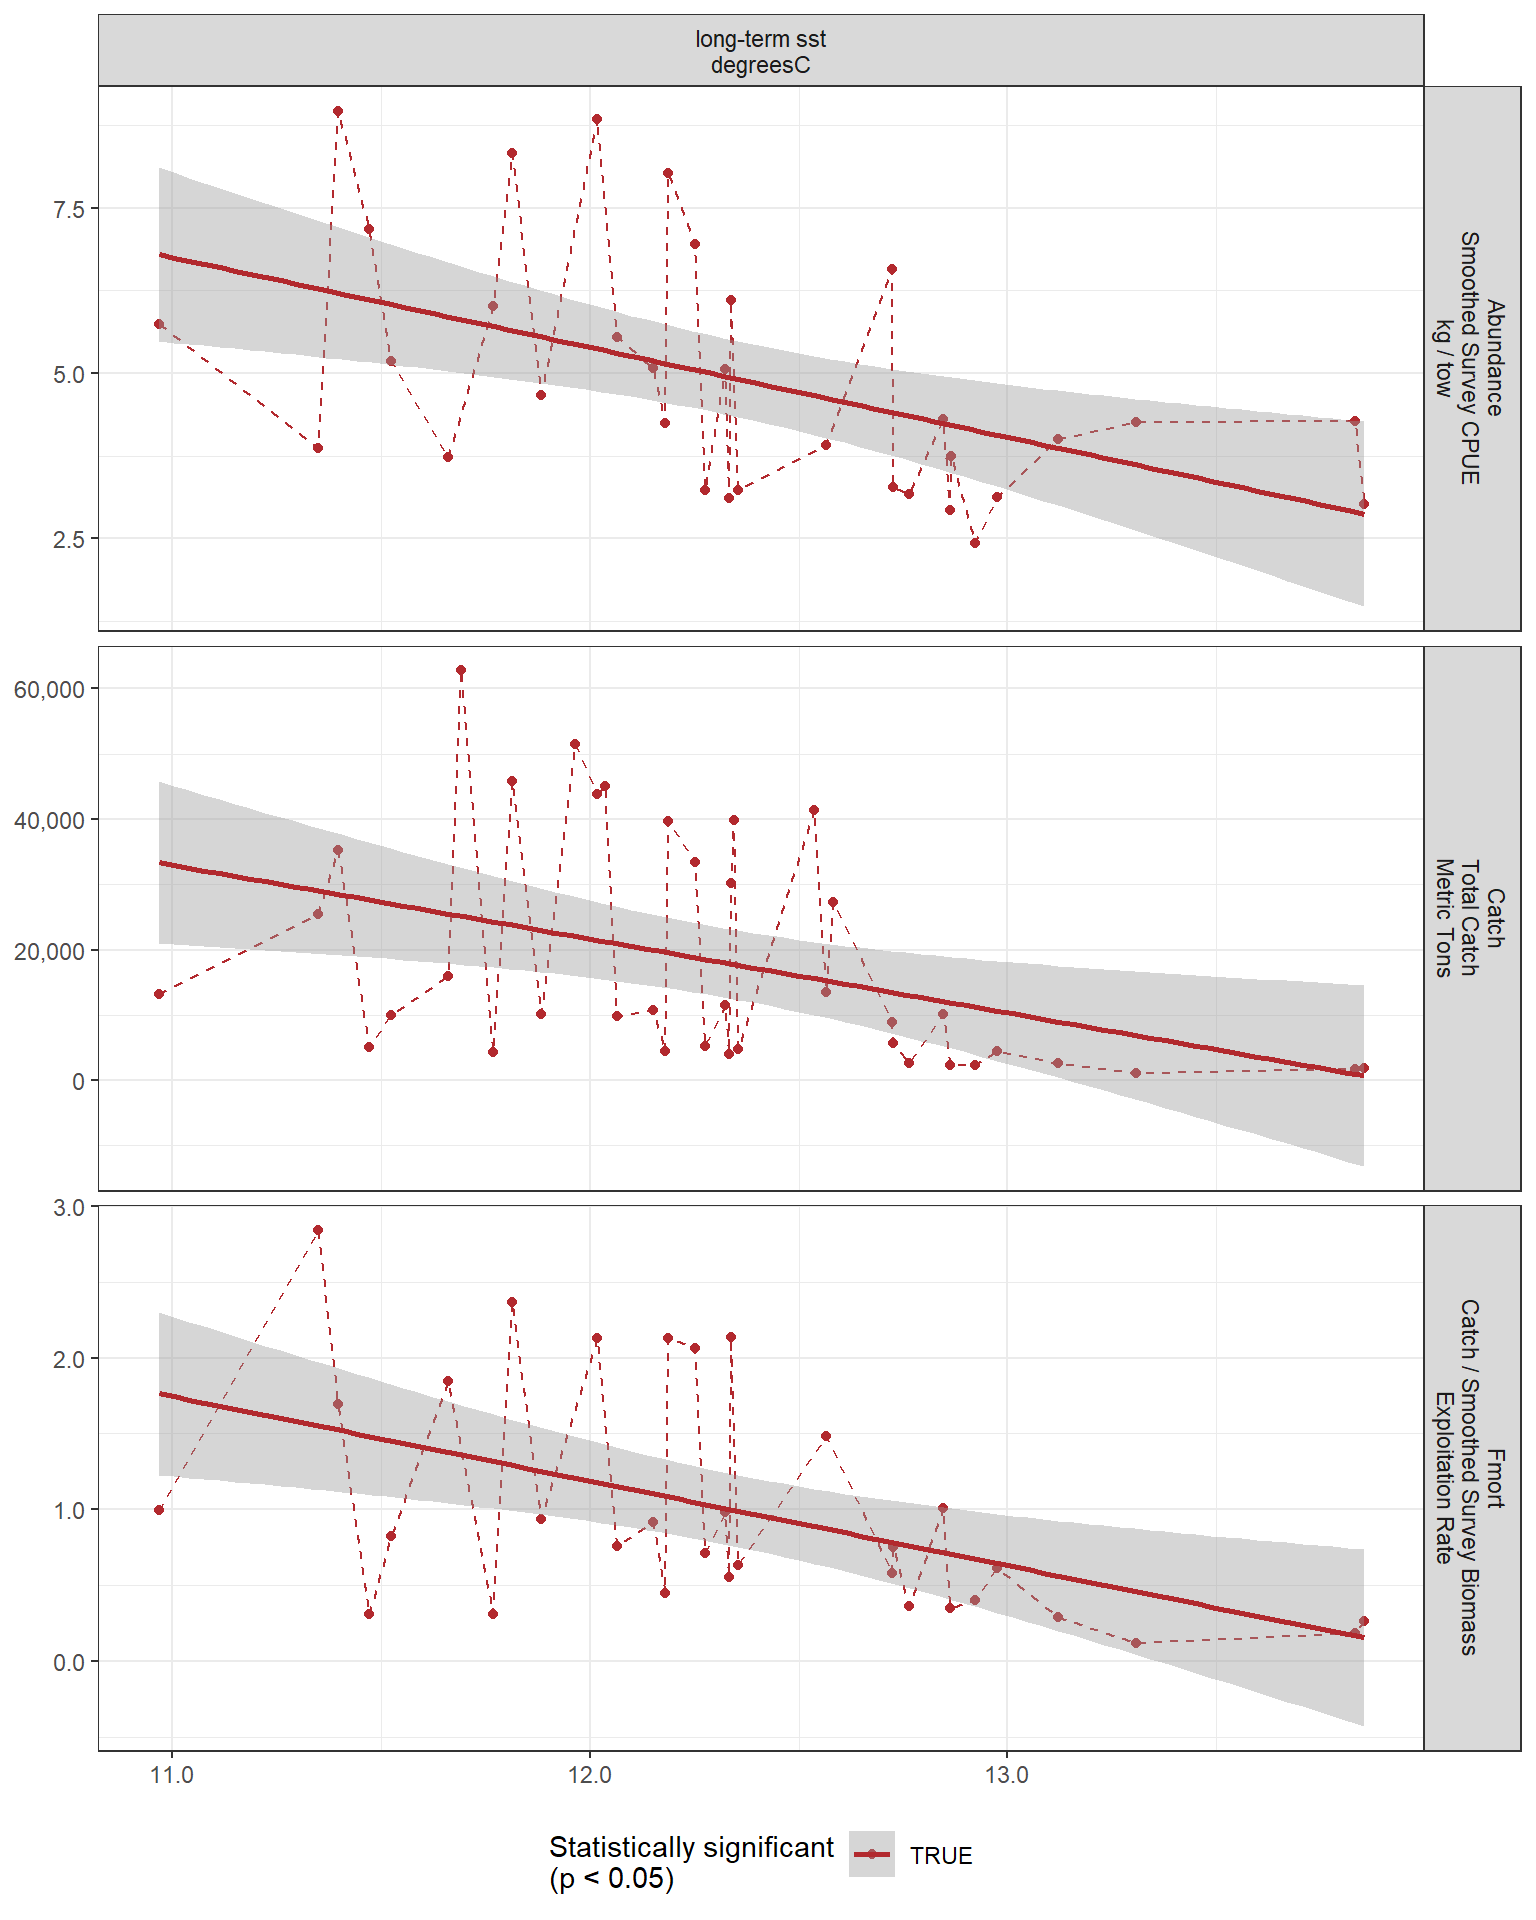 long-term sst
degreesC
7.5
5.0
2.5
Abundance
Smoothed Survey CPUE
kg / tow
60,000
40,000
20,000
0
Catch
Total Catch
Metric Tons
3.0
2.0
1.0
0.0
Fmort
Catch / Smoothed Survey Biomass
Exploitation Rate
11.0
12.0
13.0
Statistically significant
(p < 0.05)
TRUE